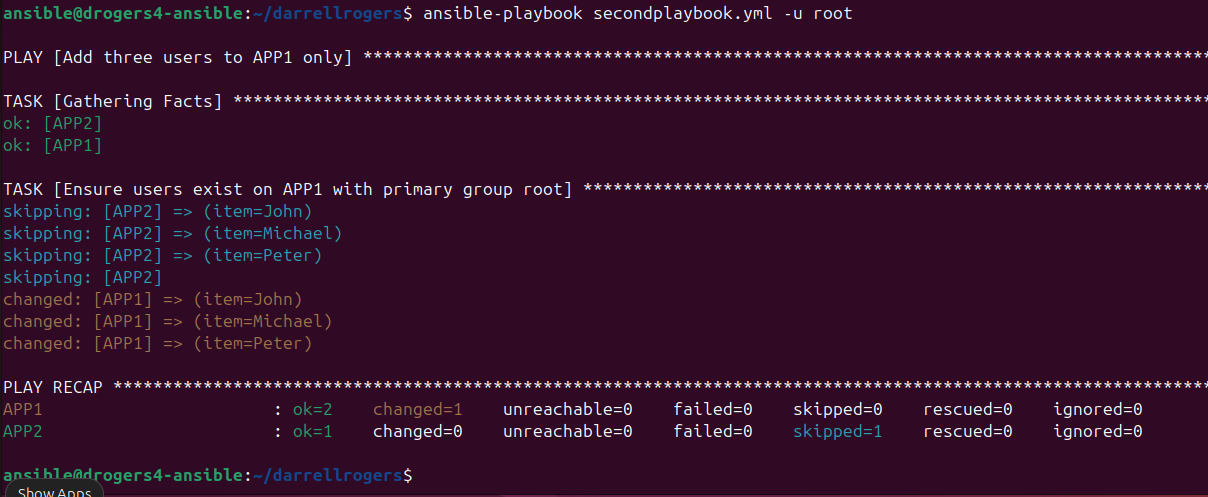 ansible@drogers4-ansible:~/darrellrogers$ ansible-playbook secondplaybook.yml -u root
PLAY [Add three users to APP1 only] *************************************************************************************
TASK [Gathering Facts] **************************************************************************************************
ok: [APP2]
ok: [APP1]
TASK [Ensure users exist on APP1 with primary group root] ***************************************************************
skipping: [APP2] => (item=John)
skipping: [APP2] => (item=Michael)
skipping: [APP2] => (item=Peter)
skipping: [APP2]
changed: [APP1] => (item=John)
changed: [APP1] => (item=Michael)
changed: [APP1] => (item=Peter)
PLAY RECAP **************************************************************************************************************
APP1                       : ok=2    changed=1    unreachable=0    failed=0    skipped=0    rescued=0    ignored=0
APP2                       : ok=1    changed=0    unreachable=0    failed=0    skipped=1    rescued=0    ignored=0
ansible@drogers4-ansible:~/darrellrogers$
Show Apps